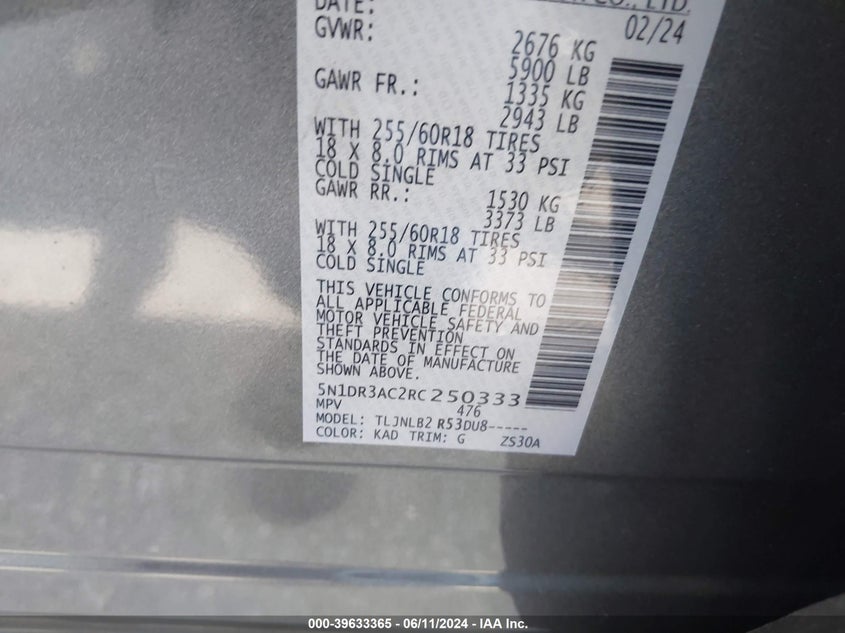 CO., LTD.
DATE: 02/24
GVWR: 2676 KG
5900 LB
GAWR FR.: 1335 KG
2943 LB
WITH 255/60R18 TIRES
18 X 8.0 RIMS AT 33 PSI
COLD SINGLE
GAWR RR.: 1530 KG
3373 LB
WITH 255/60R18 TIRES
18 X 8.0 RIMS AT 33 PSI
COLD SINGLE
THIS VEHICLE CONFORMS TO
ALL APPLICABLE FEDERAL
MOTOR VEHICLE SAFETY AND
THEFT PREVENTION
STANDARDS IN EFFECT ON
THE DATE OF MANUFACTURE
SHOWN ABOVE.
5N1DR3AC2RC250333
MPV 476
MODEL: TLJNLB2 R53DU8-----
COLOR: KAD TRIM: G ZS30A
000-39633365 - 06/11/2024 - IAA Inc.